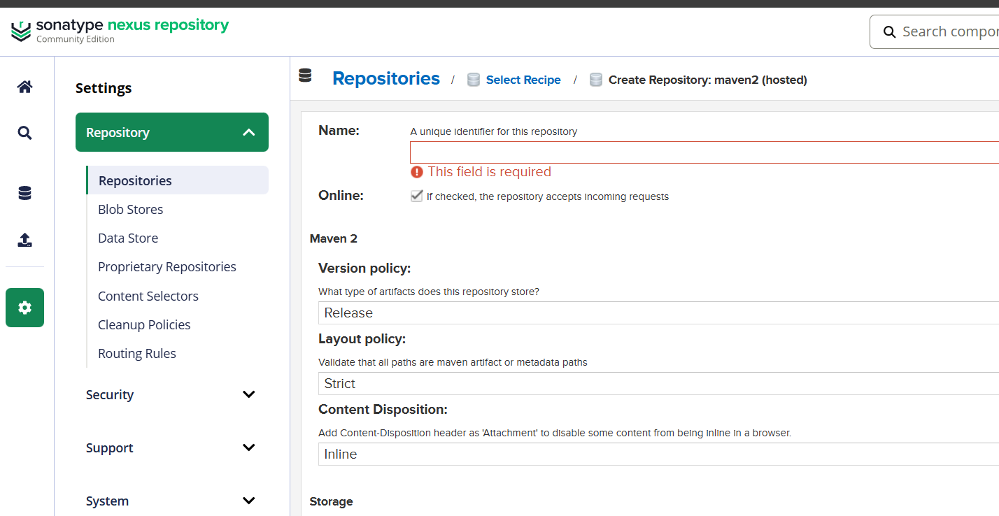 sonatype nexus repository
Community Edition
Search compor
Settings
Repository
Repositories
Blob Stores
Data Store
Proprietary Repositories
Content Selectors
Cleanup Policies
Routing Rules
Security
Support
System
Repositories / Select Recipe / Create Repository: maven2 (hosted)
Name:
A unique identifier for this repository
This field is required
Online:
If checked, the repository accepts incoming requests
Maven 2
Version policy:
What type of artifacts does this repository store?
Release
Layout policy:
Validate that all paths are maven artifact or metadata paths
Strict
Content Disposition:
Add Content-Disposition header as 'Attachment' to disable some content from being inline in a browser.
Inline
Storage